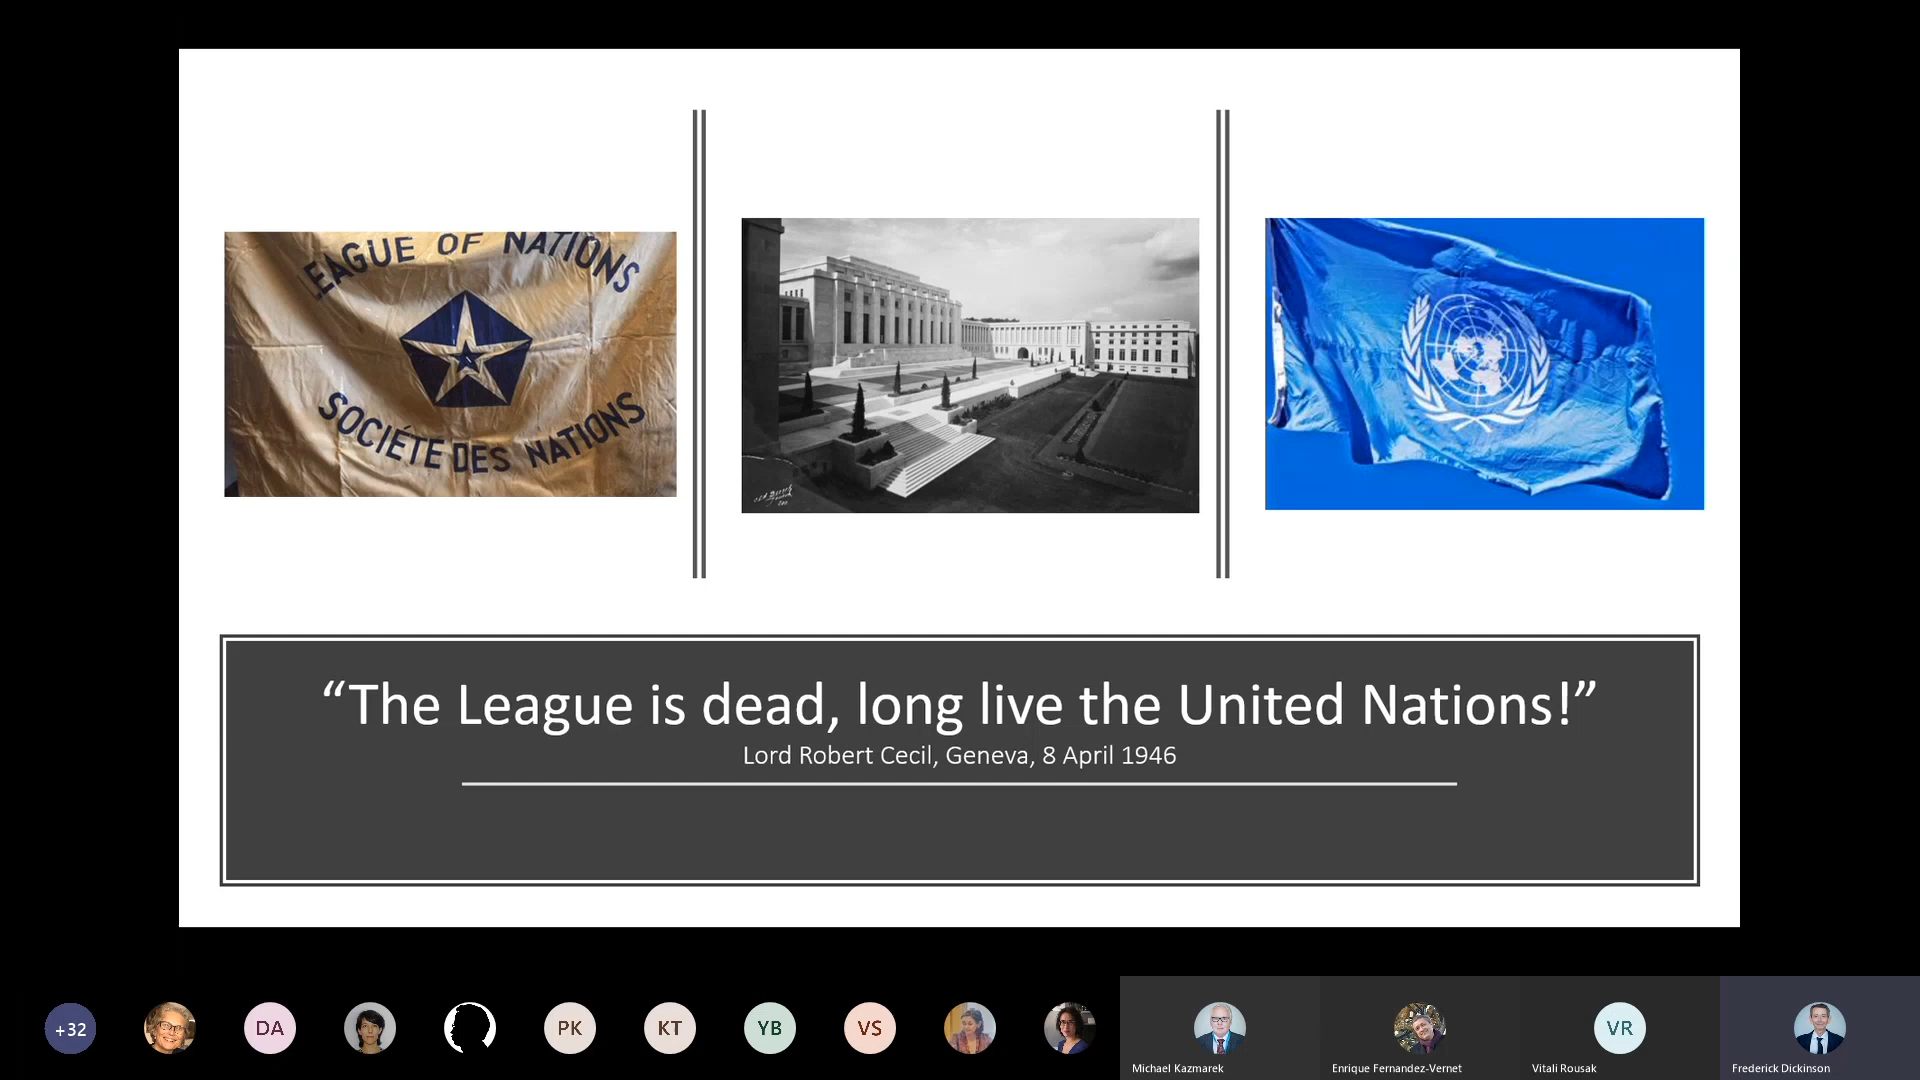 EAGUE OF NATIONS
SOCIÉTE DES NATIONS
“The League is dead, long live the United Nations!”
Lord Robert Cecil, Geneva, 8 April 1946
+32
DA
PK
KT
YB
VS
VR
Michael Kazmarek
Enrique Fernandez-Vernet
Vitali Rousak
Frederick Dickinson